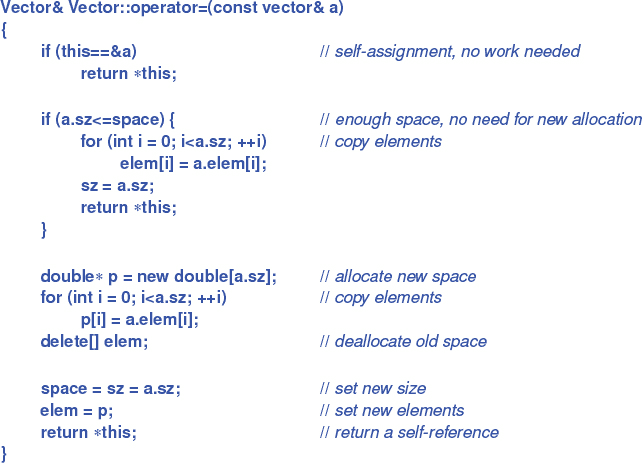 Vector& Vector::operator=(const vector& a)
{
if (this==&a) // self-assignment, no work needed
return *this;
if (a.sz<=space) { // enough space, no need for new allocation
for (int i = 0; i<a.sz; ++i) // copy elements
elem[i] = a.elem[i];
sz = a.sz;
return *this;
}
double* p = new double[a.sz]; // allocate new space
for (int i = 0; i<a.sz; ++i) // copy elements
p[i] = a.elem[i];
delete[] elem; // deallocate old space
space = sz = a.sz; // set new size
elem = p; // set new elements
return *this; // return a self-reference
}